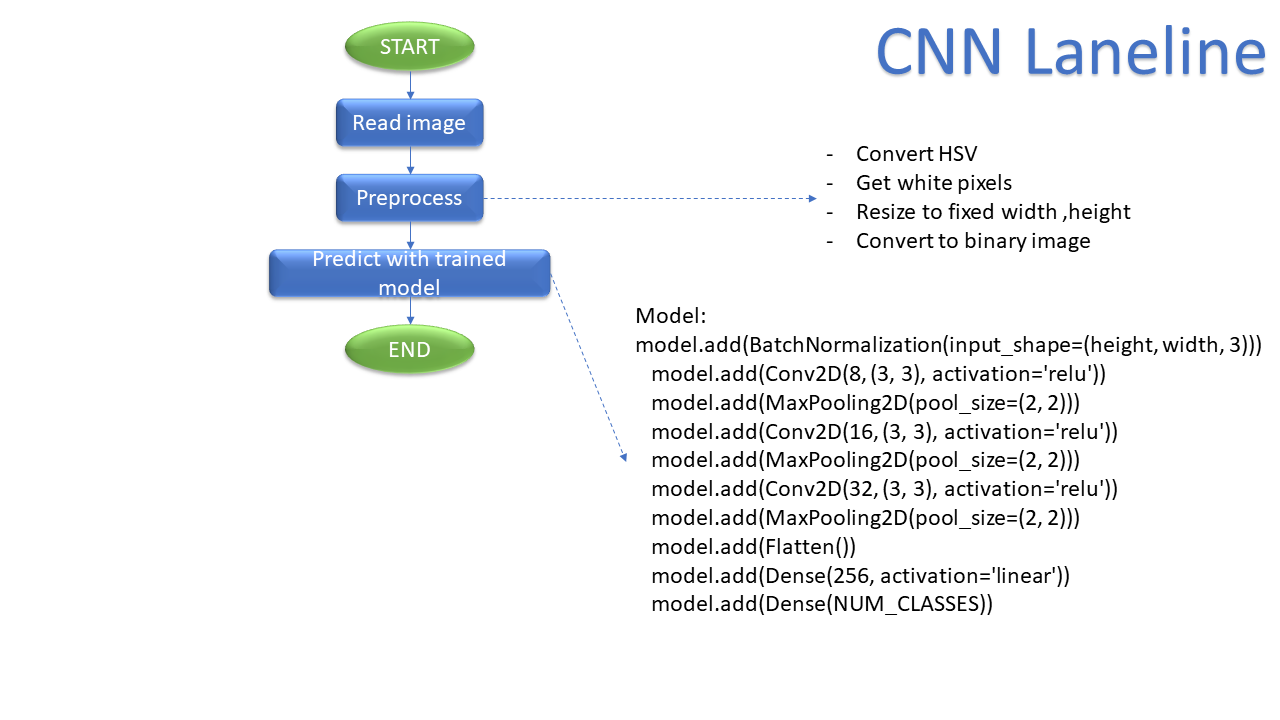 CNN Laneline
START
Read image
Preprocess
Predict with trained
model
END
- Convert HSV
- Get white pixels
- Resize to fixed width ,height
- Convert to binary image
Model:
model.add(BatchNormalization(input_shape=(height, width, 3)))
model.add(Conv2D(8, (3, 3), activation='relu'))
model.add(MaxPooling2D(pool_size=(2, 2)))
model.add(Conv2D(16, (3, 3), activation='relu'))
model.add(MaxPooling2D(pool_size=(2, 2)))
model.add(Conv2D(32, (3, 3), activation='relu'))
model.add(MaxPooling2D(pool_size=(2, 2)))
model.add(Flatten())
model.add(Dense(256, activation='linear'))
model.add(Dense(NUM_CLASSES))